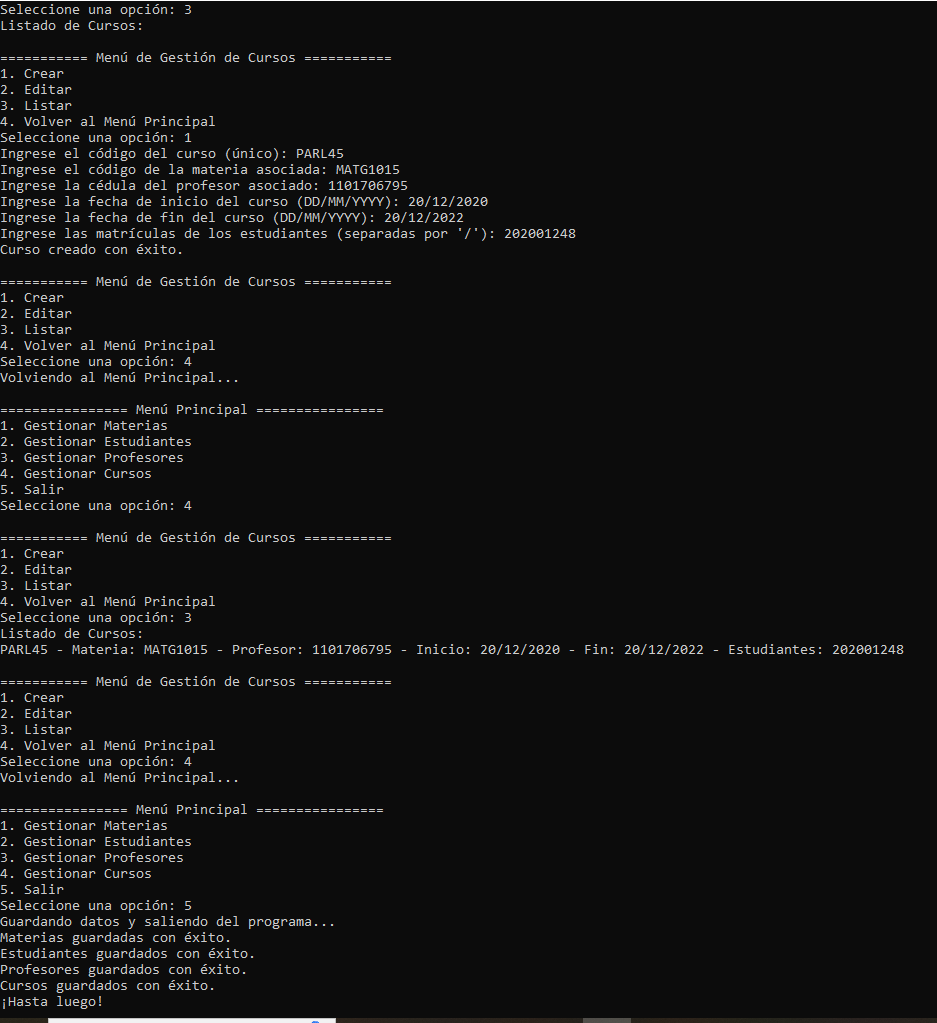 Seleccione una opción: 3
Listado de Cursos:

=========== Menú de Gestión de Cursos ===========
1. Crear
2. Editar
3. Listar
4. Volver al Menú Principal
Seleccione una opción: 1
Ingrese el código del curso (único): PARL45
Ingrese el código de la materia asociada: MATG1015
Ingrese la cédula del profesor asociado: 1101706795
Ingrese la fecha de inicio del curso (DD/MM/YYYY): 20/12/2020
Ingrese la fecha de fin del curso (DD/MM/YYYY): 20/12/2022
Ingrese las matrículas de los estudiantes (separadas por '/'): 202001248
Curso creado con éxito.

=========== Menú de Gestión de Cursos ===========
1. Crear
2. Editar
3. Listar
4. Volver al Menú Principal
Seleccione una opción: 4
Volviendo al Menú Principal...

================ Menú Principal ================
1. Gestionar Materias
2. Gestionar Estudiantes
3. Gestionar Profesores
4. Gestionar Cursos
5. Salir
Seleccione una opción: 4

=========== Menú de Gestión de Cursos ===========
1. Crear
2. Editar
3. Listar
4. Volver al Menú Principal
Seleccione una opción: 3
Listado de Cursos:
PARL45 - Materia: MATG1015 - Profesor: 1101706795 - Inicio: 20/12/2020 - Fin: 20/12/2022 - Estudiantes: 202001248

=========== Menú de Gestión de Cursos ===========
1. Crear
2. Editar
3. Listar
4. Volver al Menú Principal
Seleccione una opción: 4
Volviendo al Menú Principal...

================ Menú Principal ================
1. Gestionar Materias
2. Gestionar Estudiantes
3. Gestionar Profesores
4. Gestionar Cursos
5. Salir
Seleccione una opción: 5
Guardando datos y saliendo del programa...
Materias guardadas con éxito.
Estudiantes guardados con éxito.
Profesores guardados con éxito.
Cursos guardados con éxito.
¡Hasta luego!